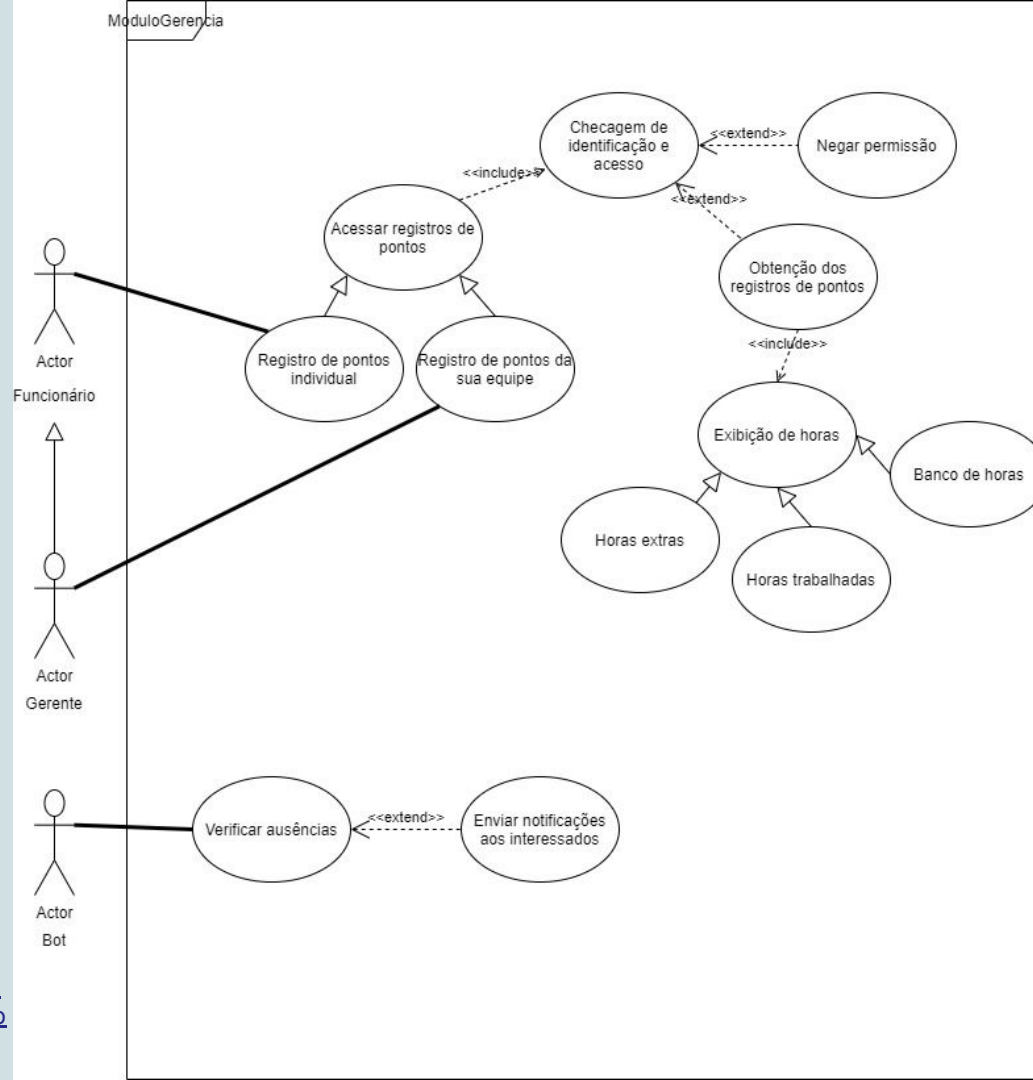 ModuloGerencia
Checagem de
identificação e
acesso
<<extend>>
Negar permissão
<<include>>
<<extend>>
Acessar registros de
pontos
Obtenção dos
registros de pontos
<<include>>
Actor
Funcionário
Registro de pontos
individual
Registro de pontos da
sua equipe
Exibição de horas
Banco de horas
Horas extras
Horas trabalhadas
Actor
Gerente
Verificar ausências
<<extend>>
Enviar notificações
aos interessados
Actor
Bot